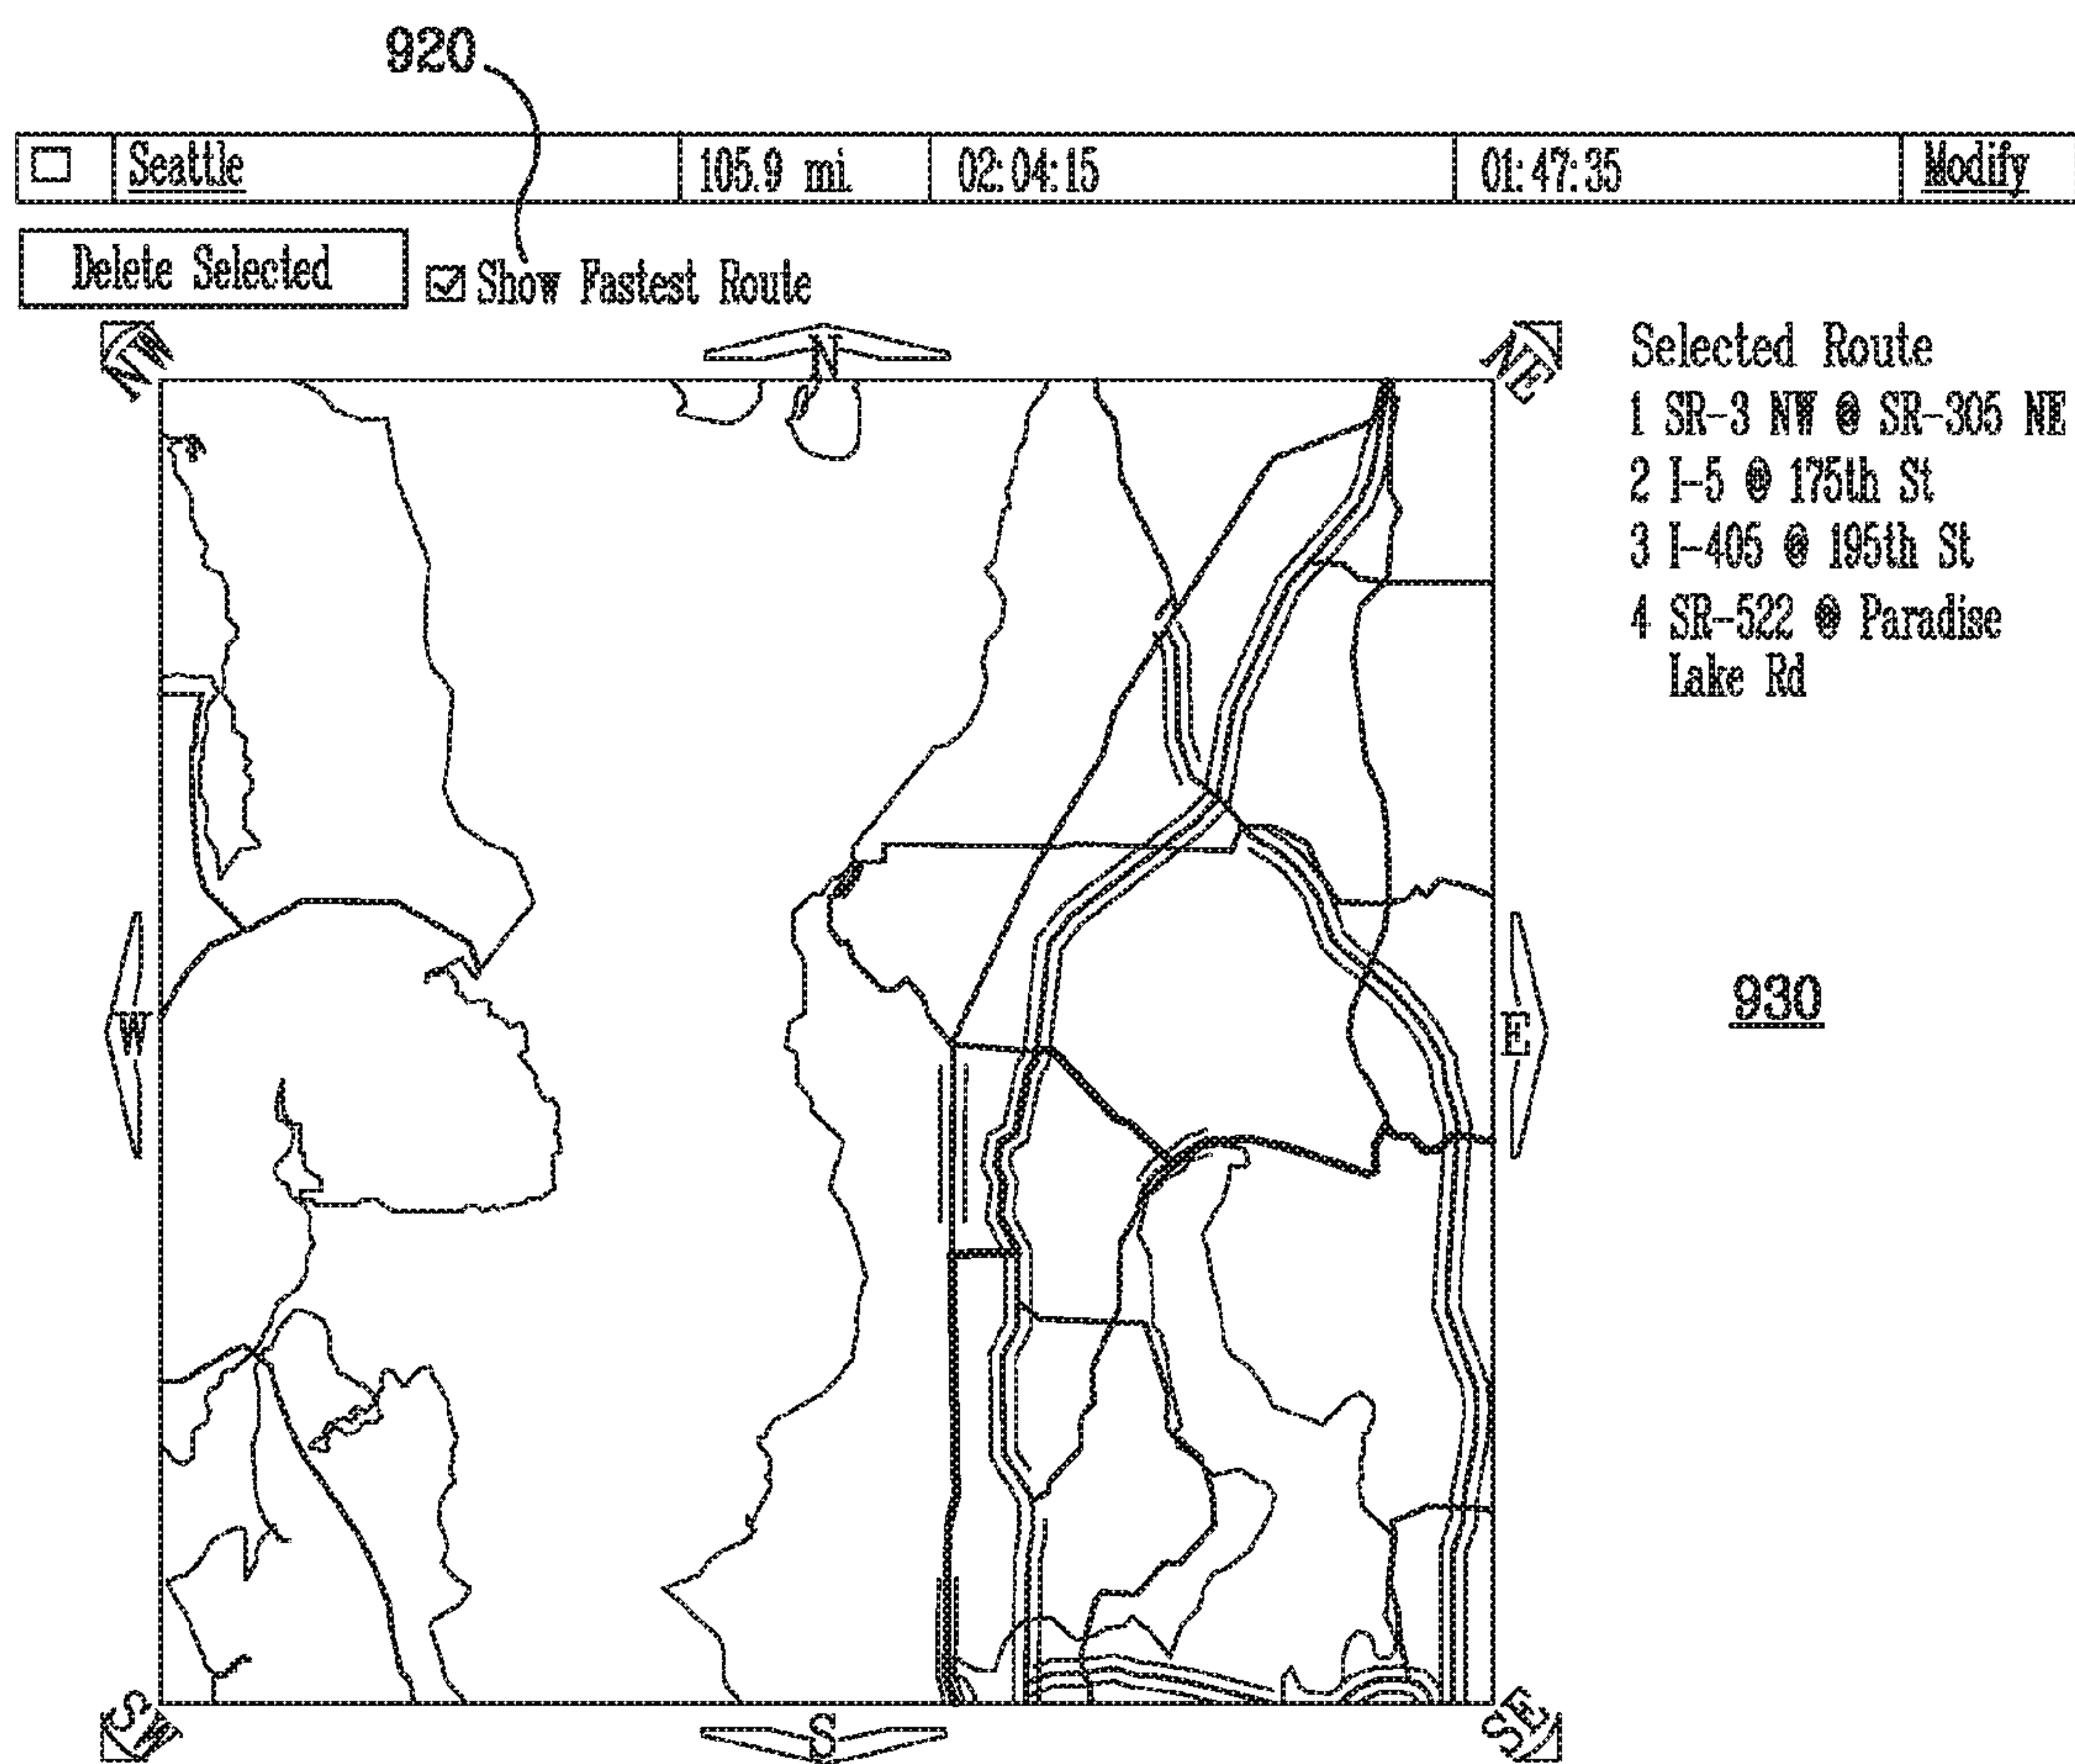 920
Seattle 105.9 mi 02:04:15 01:47:35 Modify
Delete Selected Show Fastest Route
NW N NE
Selected Route
1 SR-3 NW @ SR-305 NE
2 I-5 @ 175th St
3 I-405 @ 195th St
4 SR-522 @ Paradise
Lake Rd
W E
930
SW S SE